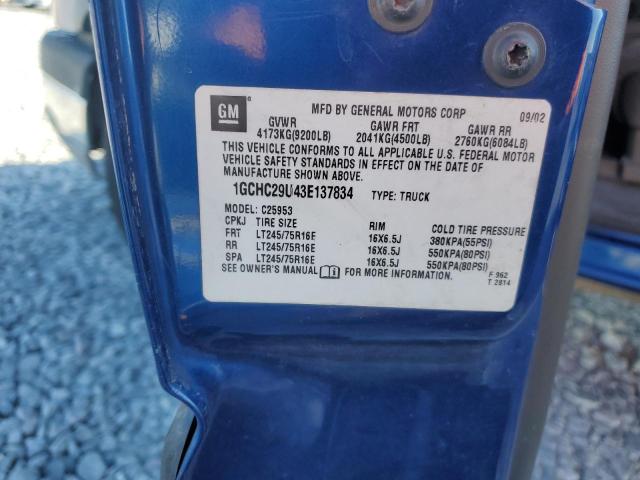 GM ®
MFD BY GENERAL MOTORS CORP 09/02
GVWR GAWR FRT GAWR RR
4173KG(9200LB) 2041KG(4500LB) 2760KG(6084LB)
THIS VEHICLE CONFORMS TO ALL APPLICABLE U.S. FEDERAL MOTOR
VEHICLE SAFETY STANDARDS IN EFFECT ON THE DATE OF
MANUFACTURE SHOWN ABOVE.
1GCHC29U43E137834 TYPE: TRUCK
MODEL: C25953
CPKJ TIRE SIZE RIM COLD TIRE PRESSURE
FRT LT245/75R16E 16X6.5J 380KPA(55PSI)
RR LT245/75R16E 16X6.5J 550KPA(80PSI)
SPA LT245/75R16E 16X6.5J 550KPA(80PSI)
SEE OWNER'S MANUAL FOR MORE INFORMATION.
F 962
T 2814